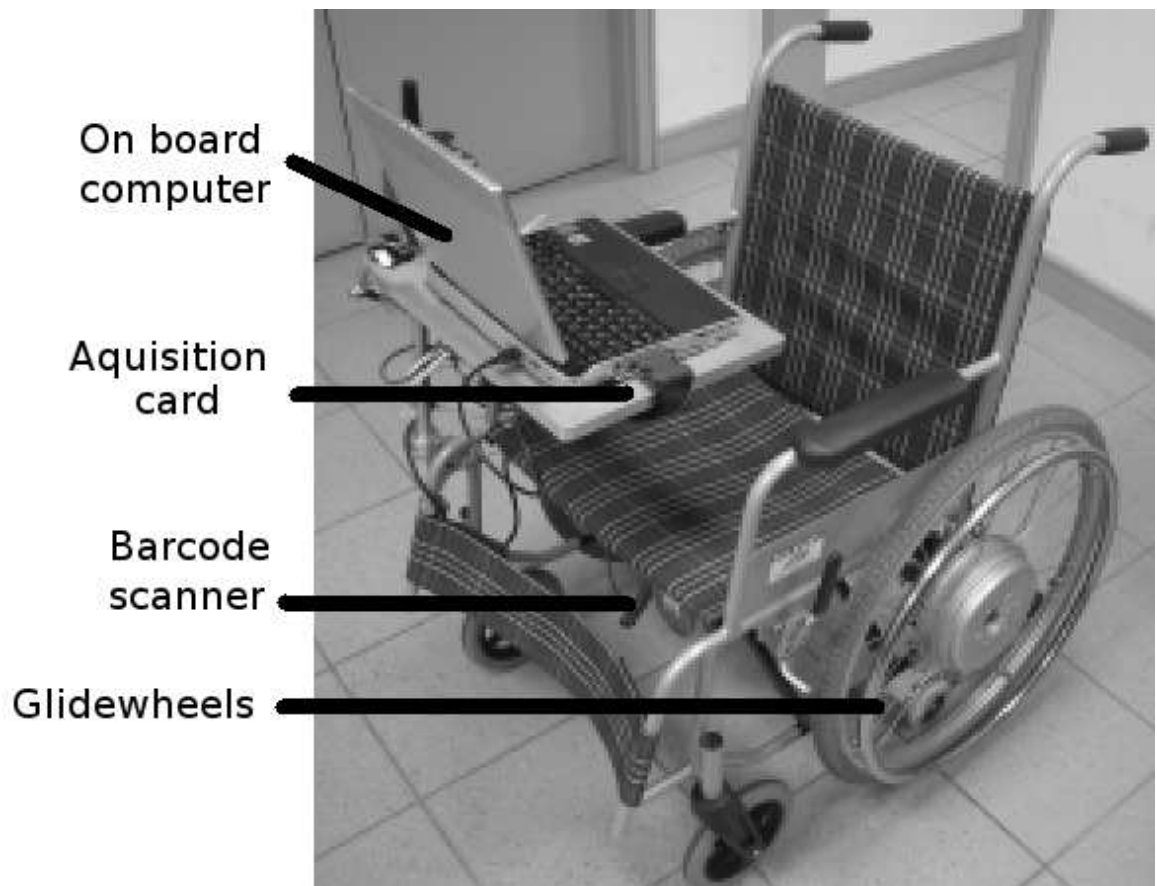 On board
computer
Aquisition
card
Barcode
scanner
Glidewheels